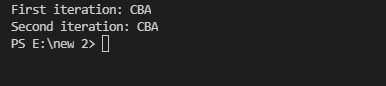 First iteration: CBA
Second iteration: CBA
PS E:\new 2>